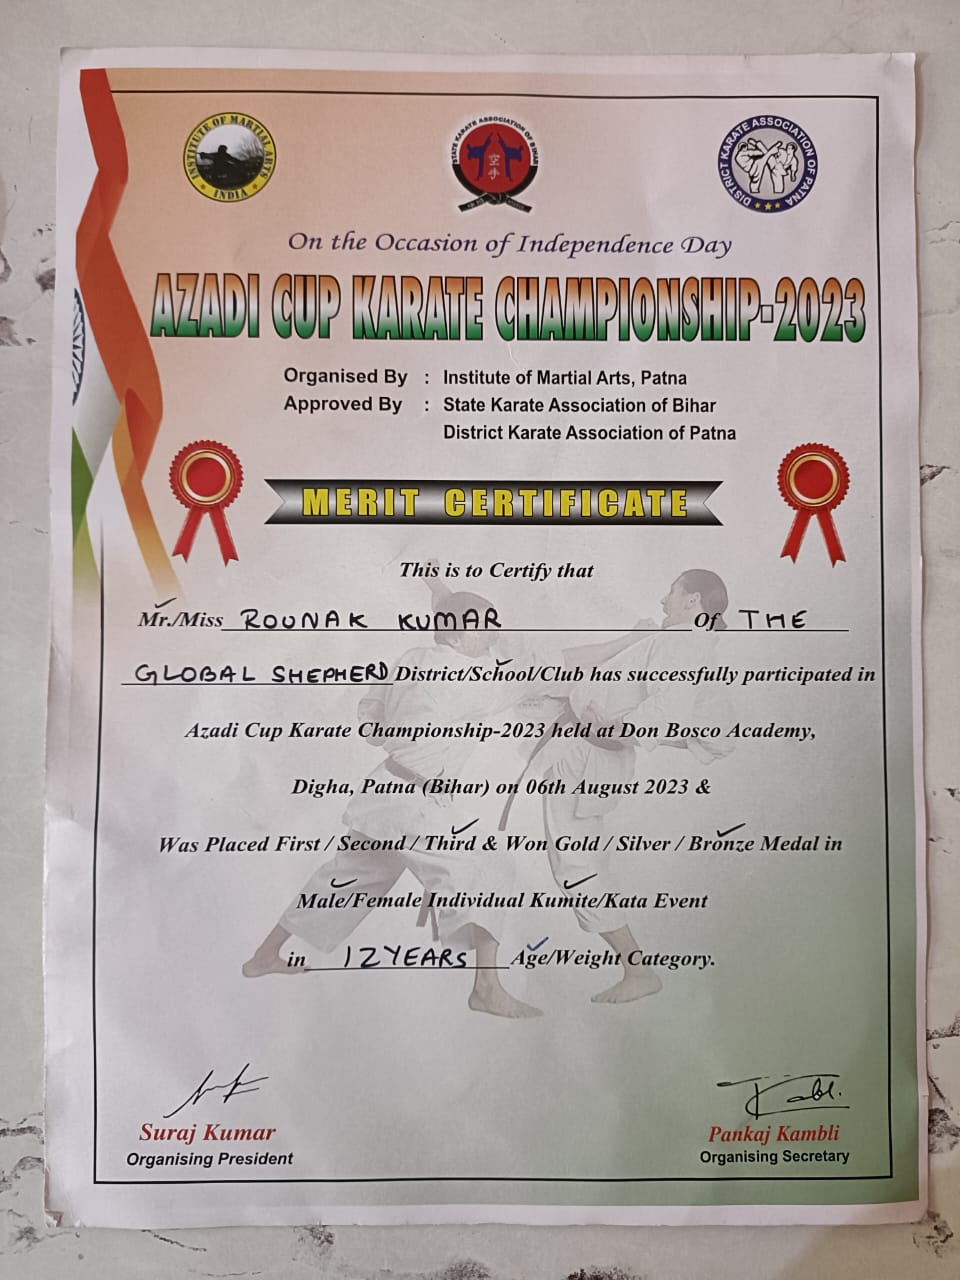 INSTITUTE OF MARTIAL ARTS
INDIA
STATE KARATE ASSOCIATION OF BIHAR
空手
DISTRICT KARATE ASSOCIATION OF PATNA
On the Occasion of Independence Day
AZADI CUP KARATE CHAMPIONSHIP-2023
Organised By : Institute of Martial Arts, Patna
Approved By : State Karate Association of Bihar
District Karate Association of Patna
MERIT CERTIFICATE
This is to Certify that
Mr./Miss ROUNAK KUMAR Of THE
GLOBAL SHEPHERD District/School/Club has successfully participated in
Azadi Cup Karate Championship-2023 held at Don Bosco Academy,
Digha, Patna (Bihar) on 06th August 2023 &
Was Placed First / Second / Third & Won Gold / Silver / Bronze Medal in
Male/Female Individual Kumite/Kata Event
in 12YEARS Age/Weight Category.
Suraj Kumar
Organising President
Pankaj Kambli
Organising Secretary